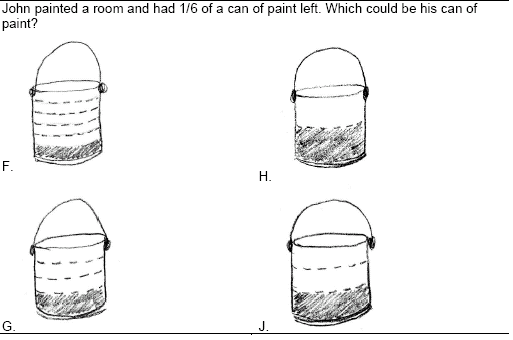 John painted a room and had 1/6 of a can of paint left. Which could be his can of
paint?
F.
H.
G.
J.